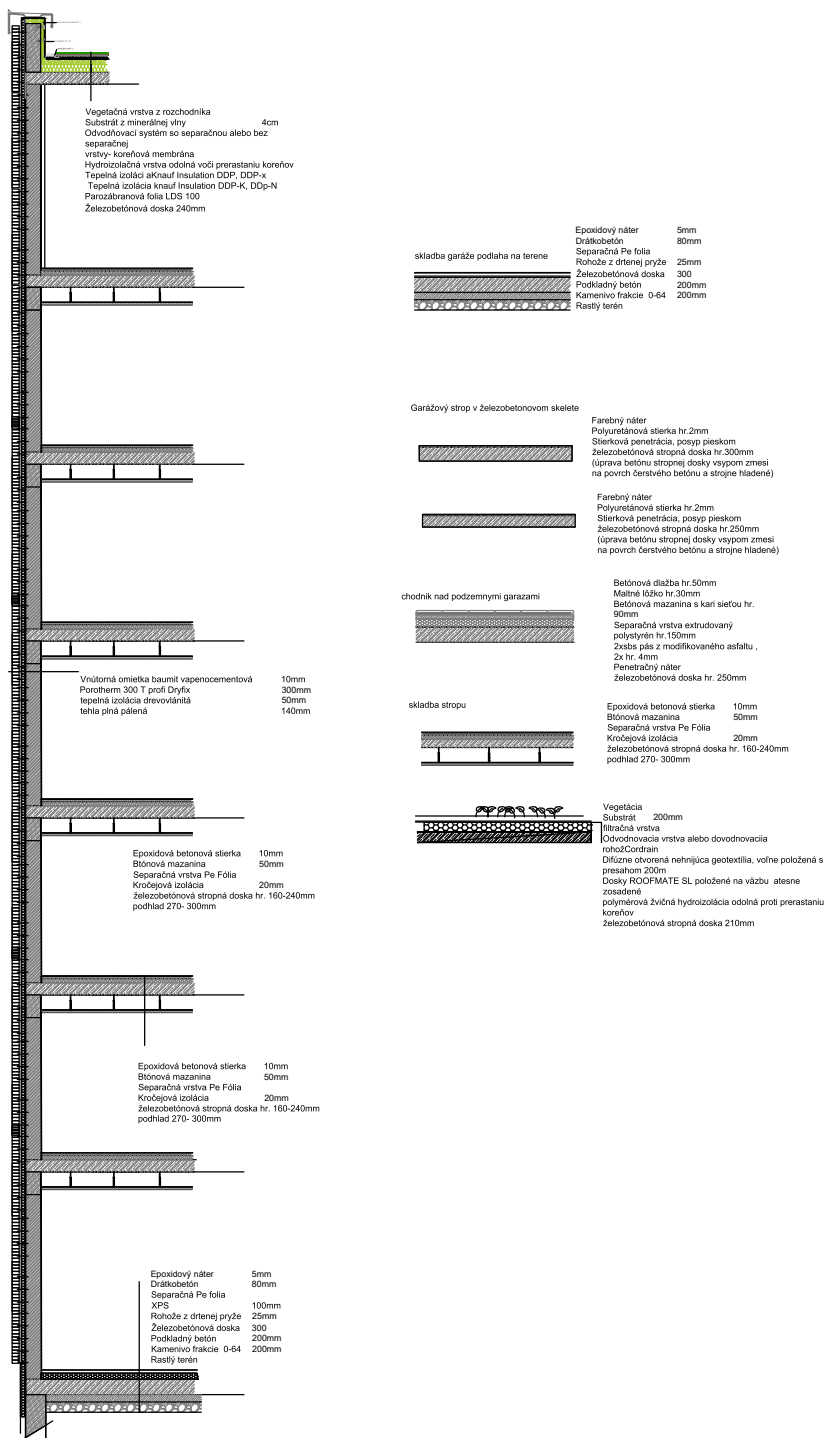 Vegetačná vrstva z rozchodníka
Substrát z minerálnej vlny 4cm
Odvodňovací systém so separačnou alebo bez
separačnej
vrstvy- koreňová membrána
Hydroizolačná vrstva odolná voči prerastaniu koreňov
Tepelná izoláci aKnauf Insulation DDP, DDP-x
Tepelná izolácia knauf Insulation DDP-K, DDp-N
Parozábranová folia LDS 100
Železobetónová doska 240mm
Vnútorná omietka baumit vapenocementová 10mm
Porotherm 300 T profi Dryfix 300mm
tepelná izolácia drevovlánitá 50mm
tehla plná pálená 140mm
Epoxidová betonová stierka 10mm
Btónová mazanina 50mm
Separačná vrstva Pe Fólia
Kročejová izolácia 20mm
železobetónová stropná doska hr. 160-240mm
podhlad 270- 300mm
Epoxidová betonová stierka 10mm
Btónová mazanina 50mm
Separačná vrstva Pe Fólia
Kročejová izolácia 20mm
železobetónová stropná doska hr. 160-240mm
podhlad 270- 300mm
Epoxidový náter 5mm
Drátkobetón 80mm
Separačná Pe folia
XPS 100mm
Rohože z drtenej pryže 25mm
Železobetónová doska 300
Podkladný betón 200mm
Kamenivo frakcie 0-64 200mm
Rastlý terén
skladba garáže podlaha na terene
Epoxidový náter 5mm
Drátkobetón 80mm
Separačná Pe folia
Rohože z drtenej pryže 25mm
Železobetónová doska 300
Podkladný betón 200mm
Kamenivo frakcie 0-64 200mm
Rastlý terén
Garážový strop v železobetonovom skelete
Farebný náter
Polyuretánová stierka hr.2mm
Stierková penetrácia, posyp pieskom
železobetónová stropná doska hr.300mm
(úprava betónu stropnej dosky vsypom zmesi
na povrch čerstvého betónu a strojne hladené)
Farebný náter
Polyuretánová stierka hr.2mm
Stierková penetrácia, posyp pieskom
železobetónová stropná doska hr.250mm
(úprava betónu stropnej dosky vsypom zmesi
na povrch čerstvého betónu a strojne hladené)
chodnik nad podzemnymi garazami
Betónová dlažba hr.50mm
Maltné lôžko hr.30mm
Betónová mazanina s kari sieťou hr.
90mm
Separačná vrstva extrudovaný
polystyrén hr.150mm
2xsbs pás z modifikovaného asfaltu ,
2x hr. 4mm
Penetračný náter
železobetónová doska hr. 250mm
skladba stropu
Epoxidová betonová stierka 10mm
Btónová mazanina 50mm
Separačná vrstva Pe Fólia
Kročejová izolácia 20mm
železobetónová stropná doska hr. 160-240mm
podhlad 270- 300mm
Vegetácia
Substrát 200mm
filtračná vrstva
Odvodnovacia vrstva alebo dovodnovaciia
rohožCordrain
Difúzne otvorená nehnijúca geotextília, voľne položená s
presahom 200m
Dosky ROOFMATE SL položené na väzbu atesne
zosadené
polymérová žvičná hydroizolácia odolná proti prerastaniu
koreňov
železobetónová stropná doska 210mm